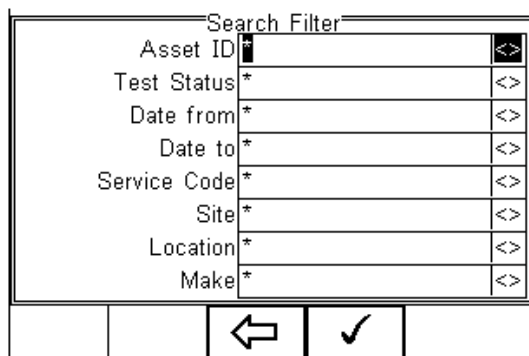 Search Filter
Asset ID * <>
Test Status * <>
Date from * <>
Date to * <>
Service Code * <>
Site * <>
Location * <>
Make * <>